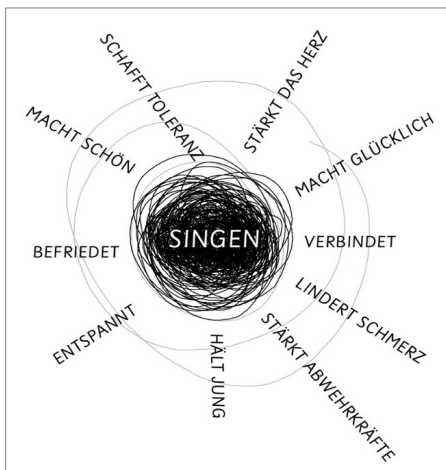 SCHAFFT TOLERANZ
STÄRKT DAS HERZ
MACHT SCHÖN
MACHT GLÜCKLICH
SINGEN
BEFRIEDET
VERBINDET
ENTSPANNT
LINDERT SCHMERZ
HÄLT JUNG
STÄRKT ABWEHRKRÄFTE